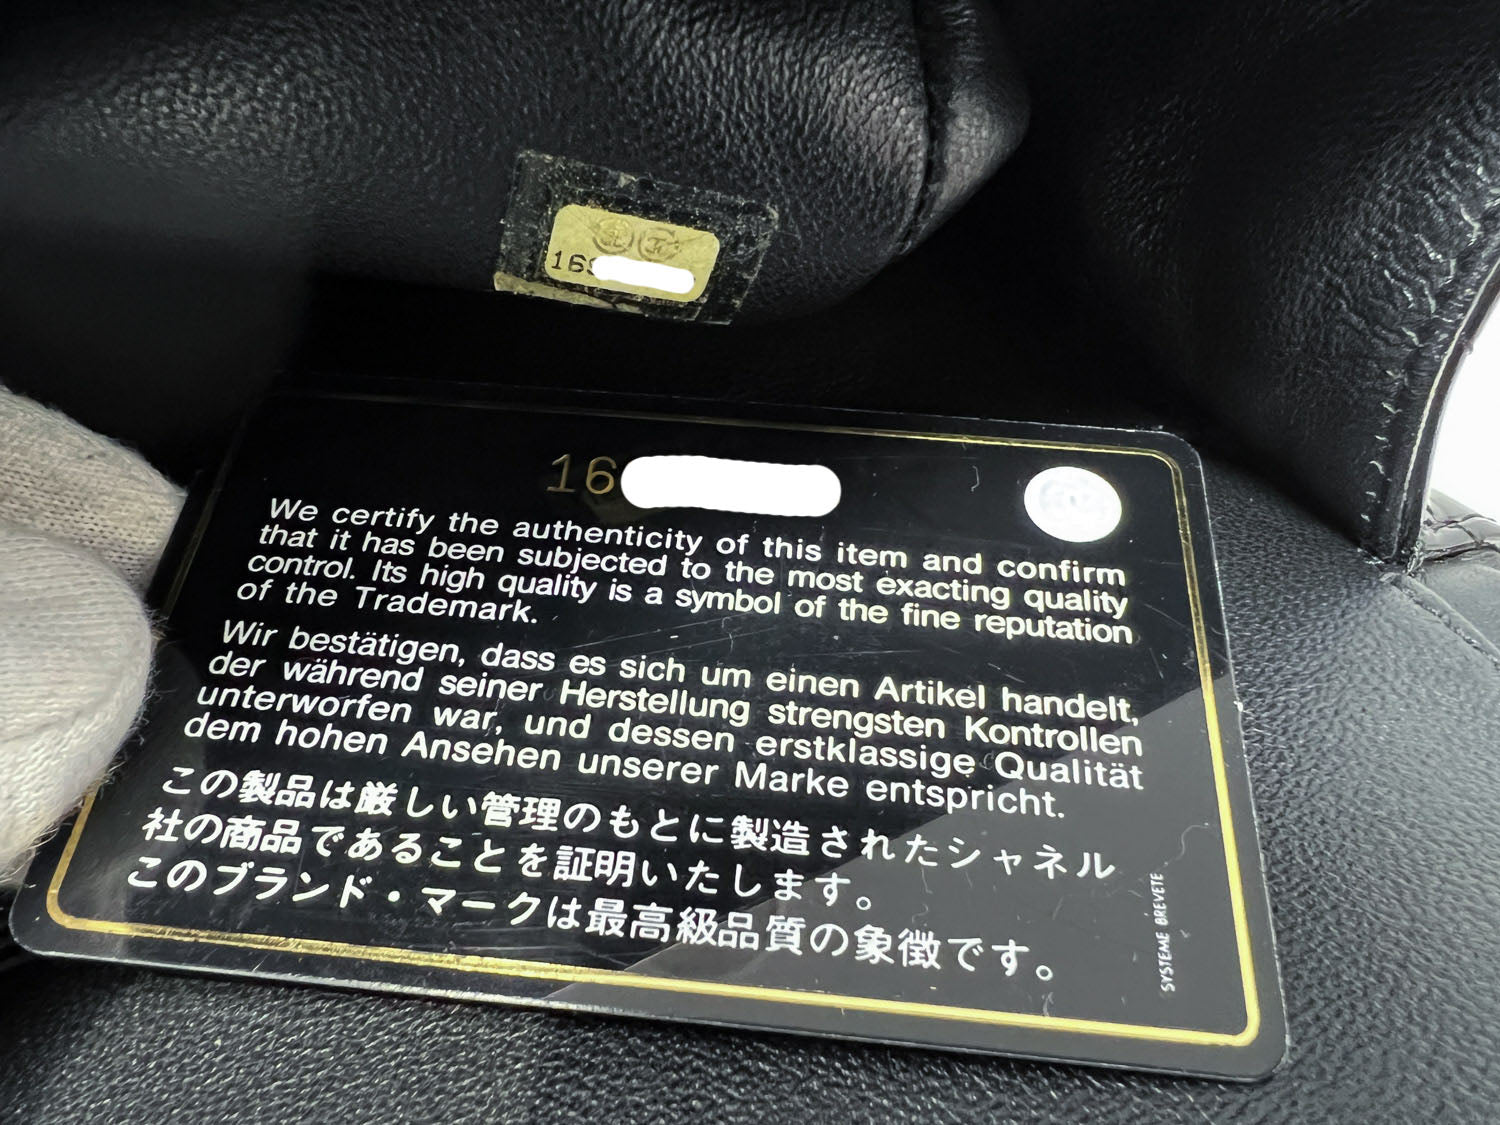 16
16
We certify the authenticity of this item and confirm
that it has been subjected to the most exacting quality
control. Its high quality is a symbol of the fine reputation
of the Trademark.
Wir bestätigen, dass es sich um einen Artikel handelt,
der während seiner Herstellung strengsten Kontrollen
unterworfen war, und dessen erstklassige Qualität
dem hohen Ansehen unserer Marke entspricht.
この製品は厳しい管理のもとに製造されたシャネル
社の商品であることを証明いたします。
このブランド・マークは最高級品質の象徴です。
SYSTEME BREVETE